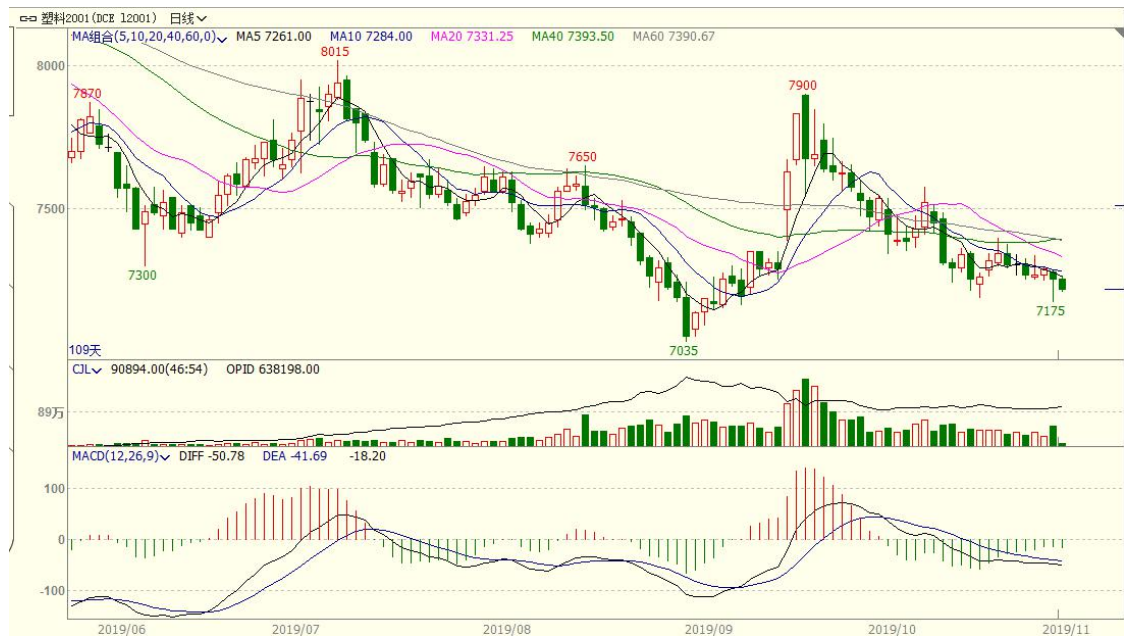 塑料2001(DCE l2001) 日线
MA组合(5,10,20,40,60,0) MA5 7261.00 MA10 7284.00 MA20 7331.25 MA40 7393.50 MA60 7390.67
8015
8000
7870
7900
7650
7500
7300
7175
7035
109天
CJL 90894.00(46:54) OPID 638198.00
89万
MACD(12,26,9) DIFF -50.78 DEA -41.69 -18.20
100
0
-100
2019/06 2019/07 2019/08 2019/09 2019/10 2019/11